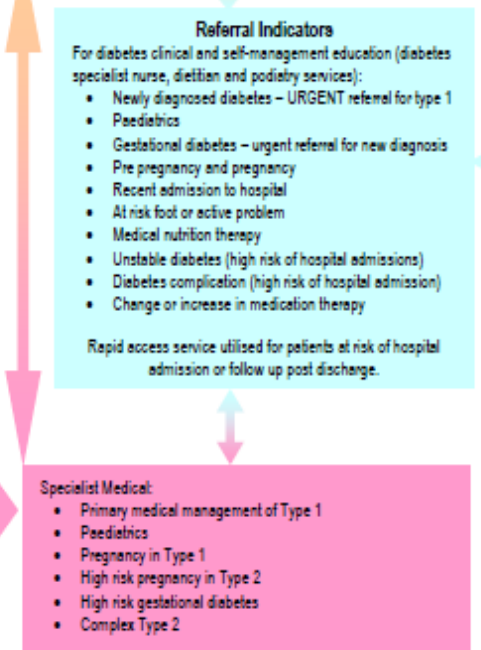 Referral Indicators
For diabetes clinical and self-management education (diabetes
specialist nurse, dietitian and podiatry services):
• Newly diagnosed diabetes – URGENT referral for type 1
• Paediatrics
• Gestational diabetes – urgent referral for new diagnosis
• Pre pregnancy and pregnancy
• Recent admission to hospital
• At risk foot or active problem
• Medical nutrition therapy
• Unstable diabetes (high risk of hospital admissions)
• Diabetes complication (high risk of hospital admission)
• Change or increase in medication therapy
Rapid access service utilised for patients at risk of hospital
admission or follow up post discharge.
Specialist Medical:
• Primary medical management of Type 1
• Paediatrics
• Pregnancy in Type 1
• High risk pregnancy in Type 2
• High risk gestational diabetes
• Complex Type 2